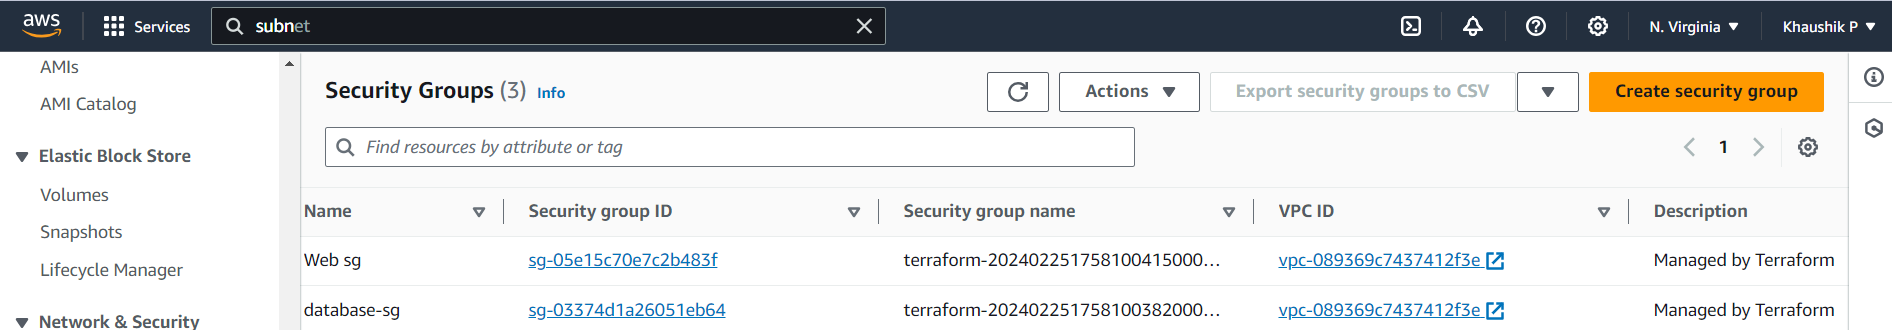 aws
Services
subnet
N. Virginia
Khaushik P
AMIs
AMI Catalog
Elastic Block Store
Volumes
Snapshots
Lifecycle Manager
Network & Security
Security Groups (3) Info
Actions
Export security groups to CSV
Create security group
Find resources by attribute or tag
1
Name Security group ID Security group name VPC ID Description
Web sg sg-05e15c70e7c2b483f terraform-202402251758100415000... vpc-089369c7437412f3e Managed by Terraform
database-sg sg-03374d1a26051eb64 terraform-202402251758100382000... vpc-089369c7437412f3e Managed by Terraform